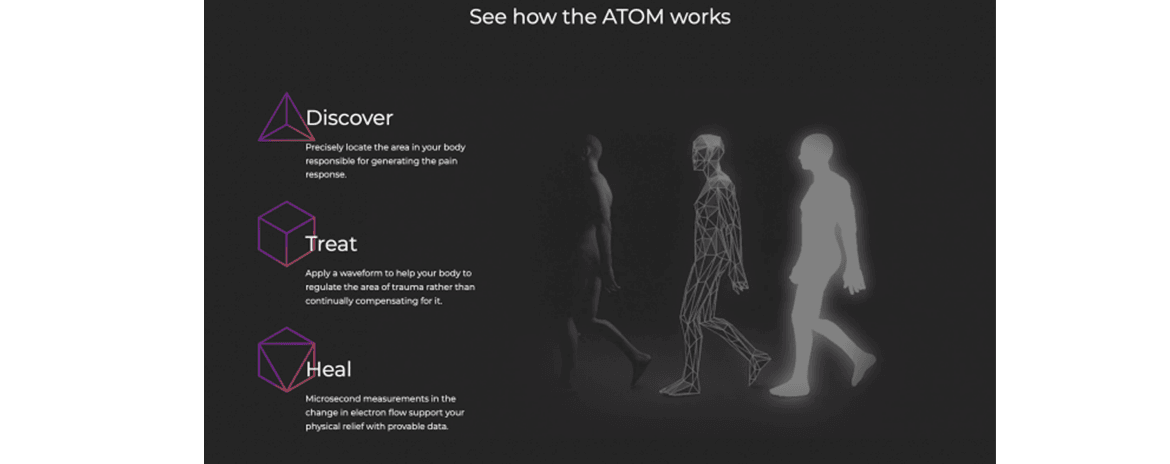 See how the ATOM works
Discover
Precisely locate the area in your body
responsible for generating the pain
response.
Treat
Apply a waveform to help your body to
regulate the area of trauma rather than
continually compensating for it.
Heal
Microsecond measurements in the
change in electron flow support your
physical relief with provable data.